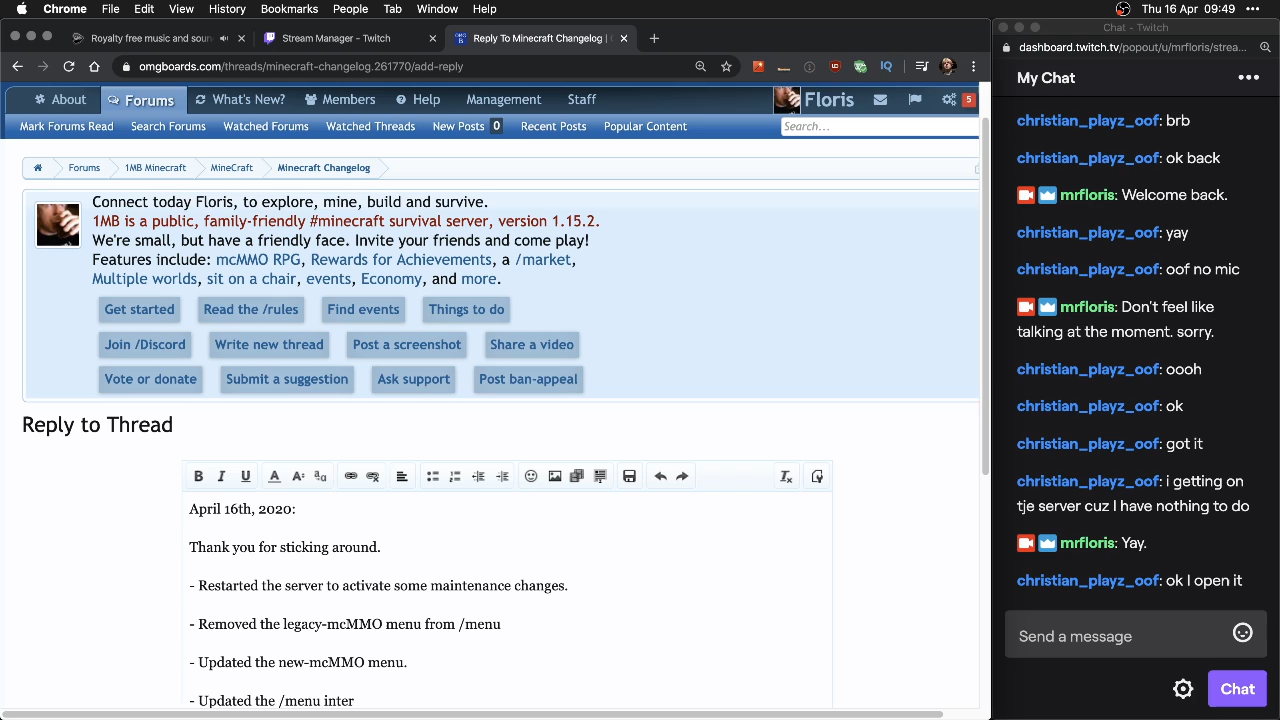 Chrome File Edit View History Bookmarks People Tab Window Help
Thu 16 Apr 09:49
Royalty free music and soun
Stream Manager - Twitch
Reply To Minecraft Changelog |
omgboards.com/threads/minecraft-changelog.261770/add-reply
IQ
About Forums What's New? Members Help Management Staff
Floris
5
Mark Forums Read Search Forums Watched Forums Watched Threads New Posts 0 Recent Posts Popular Content
Search...
Forums 1MB Minecraft MineCraft Minecraft Changelog
Connect today Floris, to explore, mine, build and survive.
1MB is a public, family-friendly #minecraft survival server, version 1.15.2.
We're small, but have a friendly face. Invite your friends and come play!
Features include: mcMMO RPG, Rewards for Achievements, a /market,
Multiple worlds, sit on a chair, events, Economy, and more.
Get started Read the /rules Find events Things to do
Join /Discord Write new thread Post a screenshot Share a video
Vote or donate Submit a suggestion Ask support Post ban-appeal
Reply to Thread
April 16th, 2020:
Thank you for sticking around.
- Restarted the server to activate some maintenance changes.
- Removed the legacy-mcMMO menu from /menu
- Updated the new-mcMMO menu.
- Updated the /menu inter
Chat - Twitch
dashboard.twitch.tv/popout/u/mrfloris/strea...
My Chat
christian_playz_oof: brb
christian_playz_oof: ok back
mrfloris: Welcome back.
christian_playz_oof: yay
christian_playz_oof: oof no mic
mrfloris: Don't feel like
talking at the moment. sorry.
christian_playz_oof: oooh
christian_playz_oof: ok
christian_playz_oof: got it
christian_playz_oof: i getting on
tje server cuz I have nothing to do
mrfloris: Yay.
christian_playz_oof: ok I open it
Send a message
Chat